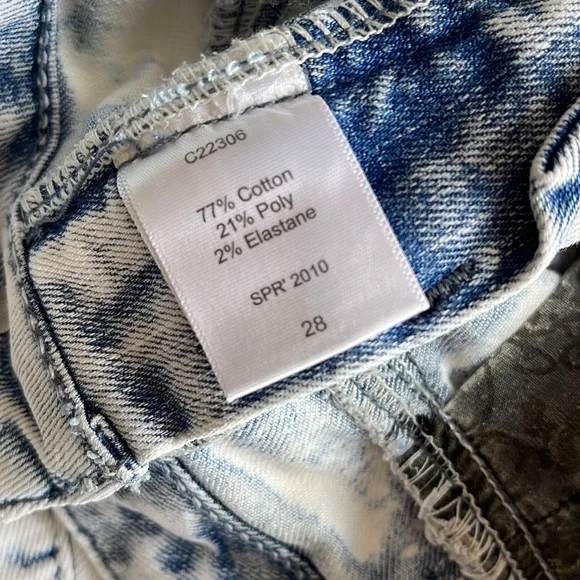 C22306
77% Cotton
21% Poly
2% Elastane
SPR' 2010
28